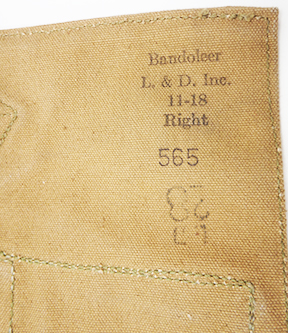 Bandoleer
L. & D. Inc.
11-18
Right
565